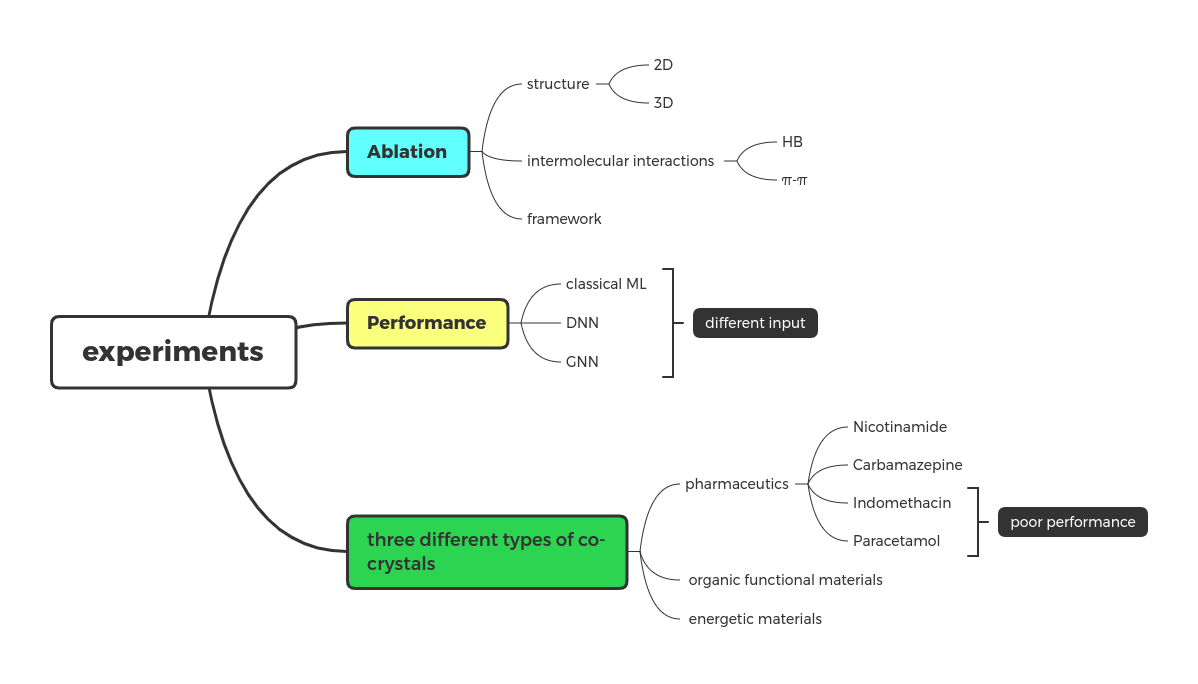 experiments
Ablation
structure
2D
3D
intermolecular interactions
HB
π-π
framework
Performance
classical ML
DNN
GNN
different input
three different types of co-
crystals
pharmaceutics
Nicotinamide
Carbamazepine
Indomethacin
Paracetamol
poor performance
organic functional materials
energetic materials